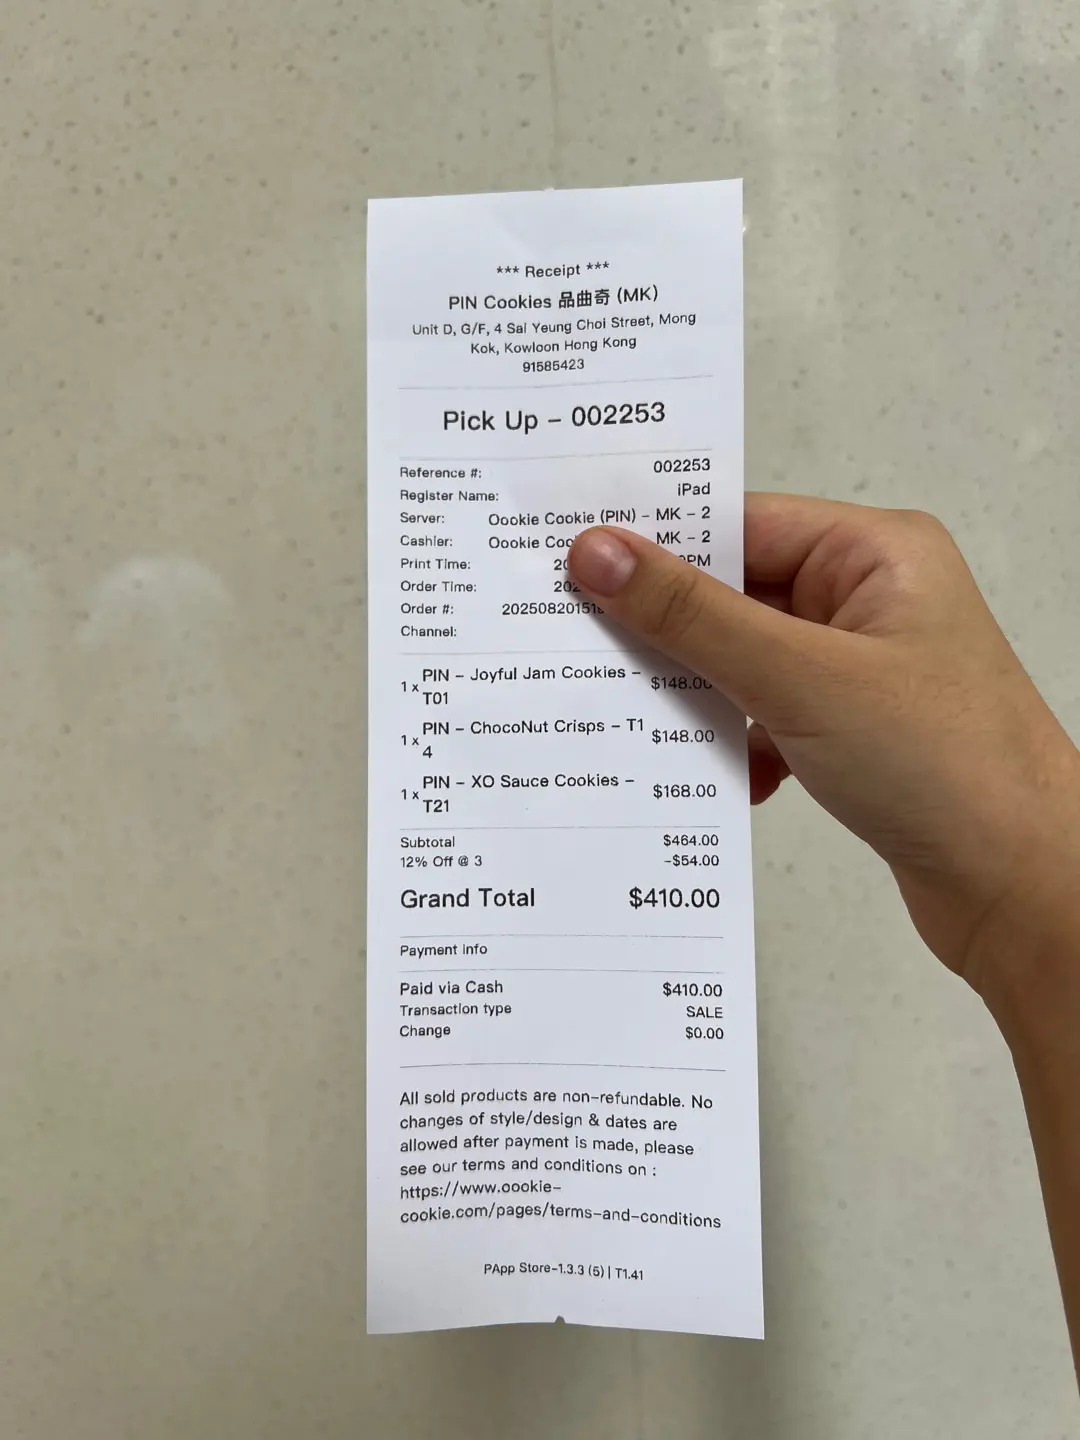 *** Receipt ***
PIN Cookies 品曲奇 (MK)
Unit D, G/F, 4 Sai Yeung Choi Street, Mong
Kok, Kowloon Hong Kong
91585423
Pick Up – 002253
Reference #: 002253
Register Name: iPad
Server: Oookie Cookie (PIN) – MK – 2
Cashier: Oookie MK – 2
Print Time:
Order Time:
Order #:
Channel:
1 x PIN – Joyful Jam Cookies – $148.00
T01
1 x PIN – ChocoNut Crisps – T1 $148.00
4
1 x PIN – XO Sauce Cookies – $168.00
T21
Subtotal $464.00
12% Off @ 3 -$54.00
Grand Total $410.00
Payment info
Paid via Cash $410.00
Transaction type SALE
Change $0.00
All sold products are non-refundable. No
changes of style/design & dates are
allowed after payment is made, please
see our terms and conditions on :
https://www.oookie-
cookie.com/pages/terms-and-conditions
PApp Store-1.3.3 (5) | T1.41